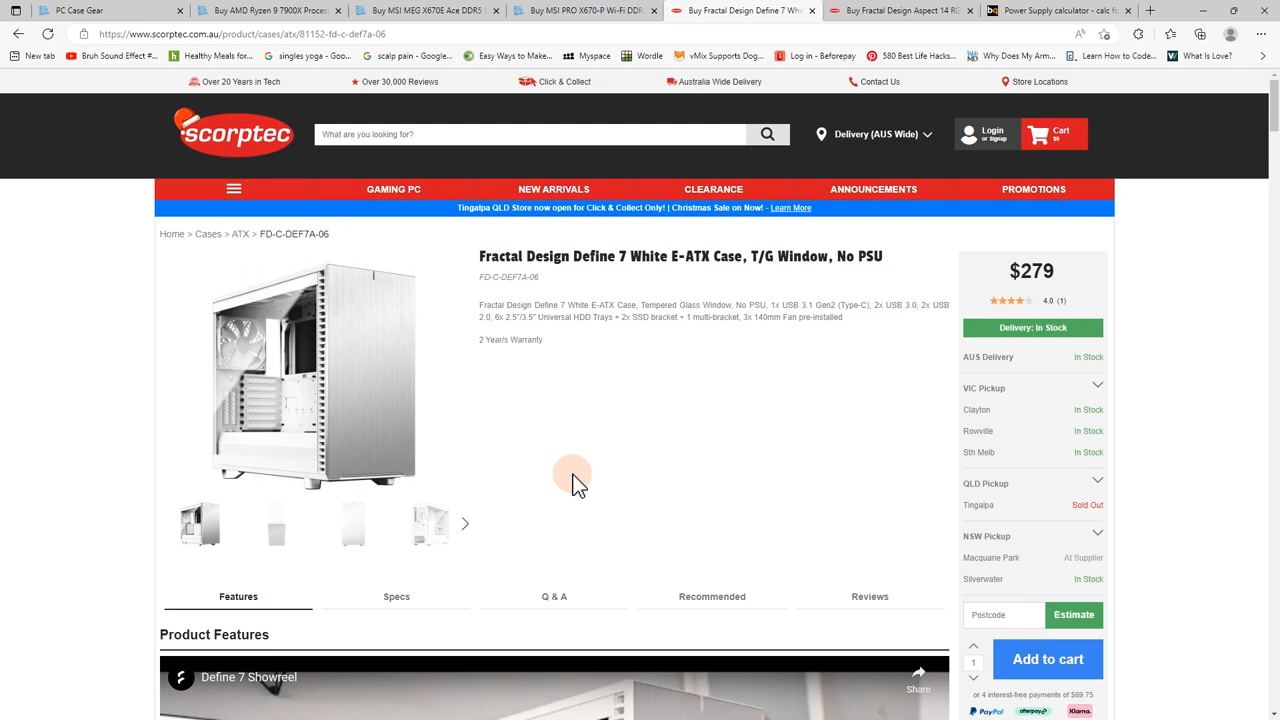 PC Case Gear
Buy AMD Ryzen 9 7900X Proces
Buy MSI MEG X670E Ace DDR5
Buy MSI PRO X670-P Wi-Fi DDR
Buy Fractal Design Define 7 Whit
Buy Fractal Design Aspect 14 RG
Power Supply calculator - calc fo
https://www.scorptec.com.au/product/cases/atx/81152-fd-c-def7a-06
New tab
Bruh Sound Effect #...
Healthy Meals for...
singles yoga - Goo...
scalp pain - Google...
Easy Ways to Make...
Myspace
Wordle
vMix Supports Dog...
Log in - Beforepay
580 Best Life Hacks...
Why Does My Arm...
Learn How to Code...
What Is Love?
Over 20 Years in Tech
Over 30,000 Reviews
Click & Collect
Australia Wide Delivery
Contact Us
Store Locations
scorptec
What are you looking for?
Delivery (AUS Wide)
Login
or Signup
Cart
$0
GAMING PC
NEW ARRIVALS
CLEARANCE
ANNOUNCEMENTS
PROMOTIONS
Tingalpa QLD Store now open for Click & Collect Only! | Christmas Sale on Now! - Learn More
Home > Cases > ATX > FD-C-DEF7A-06
Fractal Design Define 7 White E-ATX Case, T/G Window, No PSU
FD-C-DEF7A-06
Fractal Design Define 7 White E-ATX Case, Tempered Glass Window, No PSU, 1x USB 3.1 Gen2 (Type-C), 2x USB 3.0, 2x USB
2.0, 6x 2.5"/3.5" Universal HDD Trays + 2x SSD bracket + 1 multi-bracket, 3x 140mm Fan pre-installed
2 Year/s Warranty
$279
4.0 (1)
Delivery: In Stock
AUS Delivery In Stock
VIC Pickup
Clayton In Stock
Rowville In Stock
Sth Melb In Stock
QLD Pickup
Tingalpa Sold Out
NSW Pickup
Macquarie Park At Supplier
Silverwater In Stock
Postcode Estimate
1
Add to cart
or 4 interest-free payments of $69.75
PayPal
afterpay
Klarna.
Features
Specs
Q & A
Recommended
Reviews
Product Features
Define 7 Showreel
Share